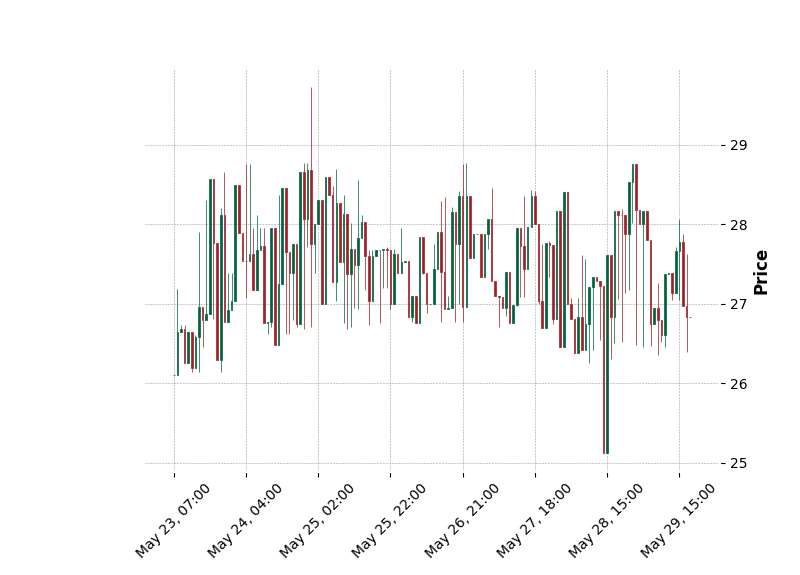 29
28
27
26
25
Price
May 23, 07:00
May 24, 04:00
May 25, 02:00
May 25, 22:00
May 26, 21:00
May 27, 18:00
May 28, 15:00
May 29, 15:00